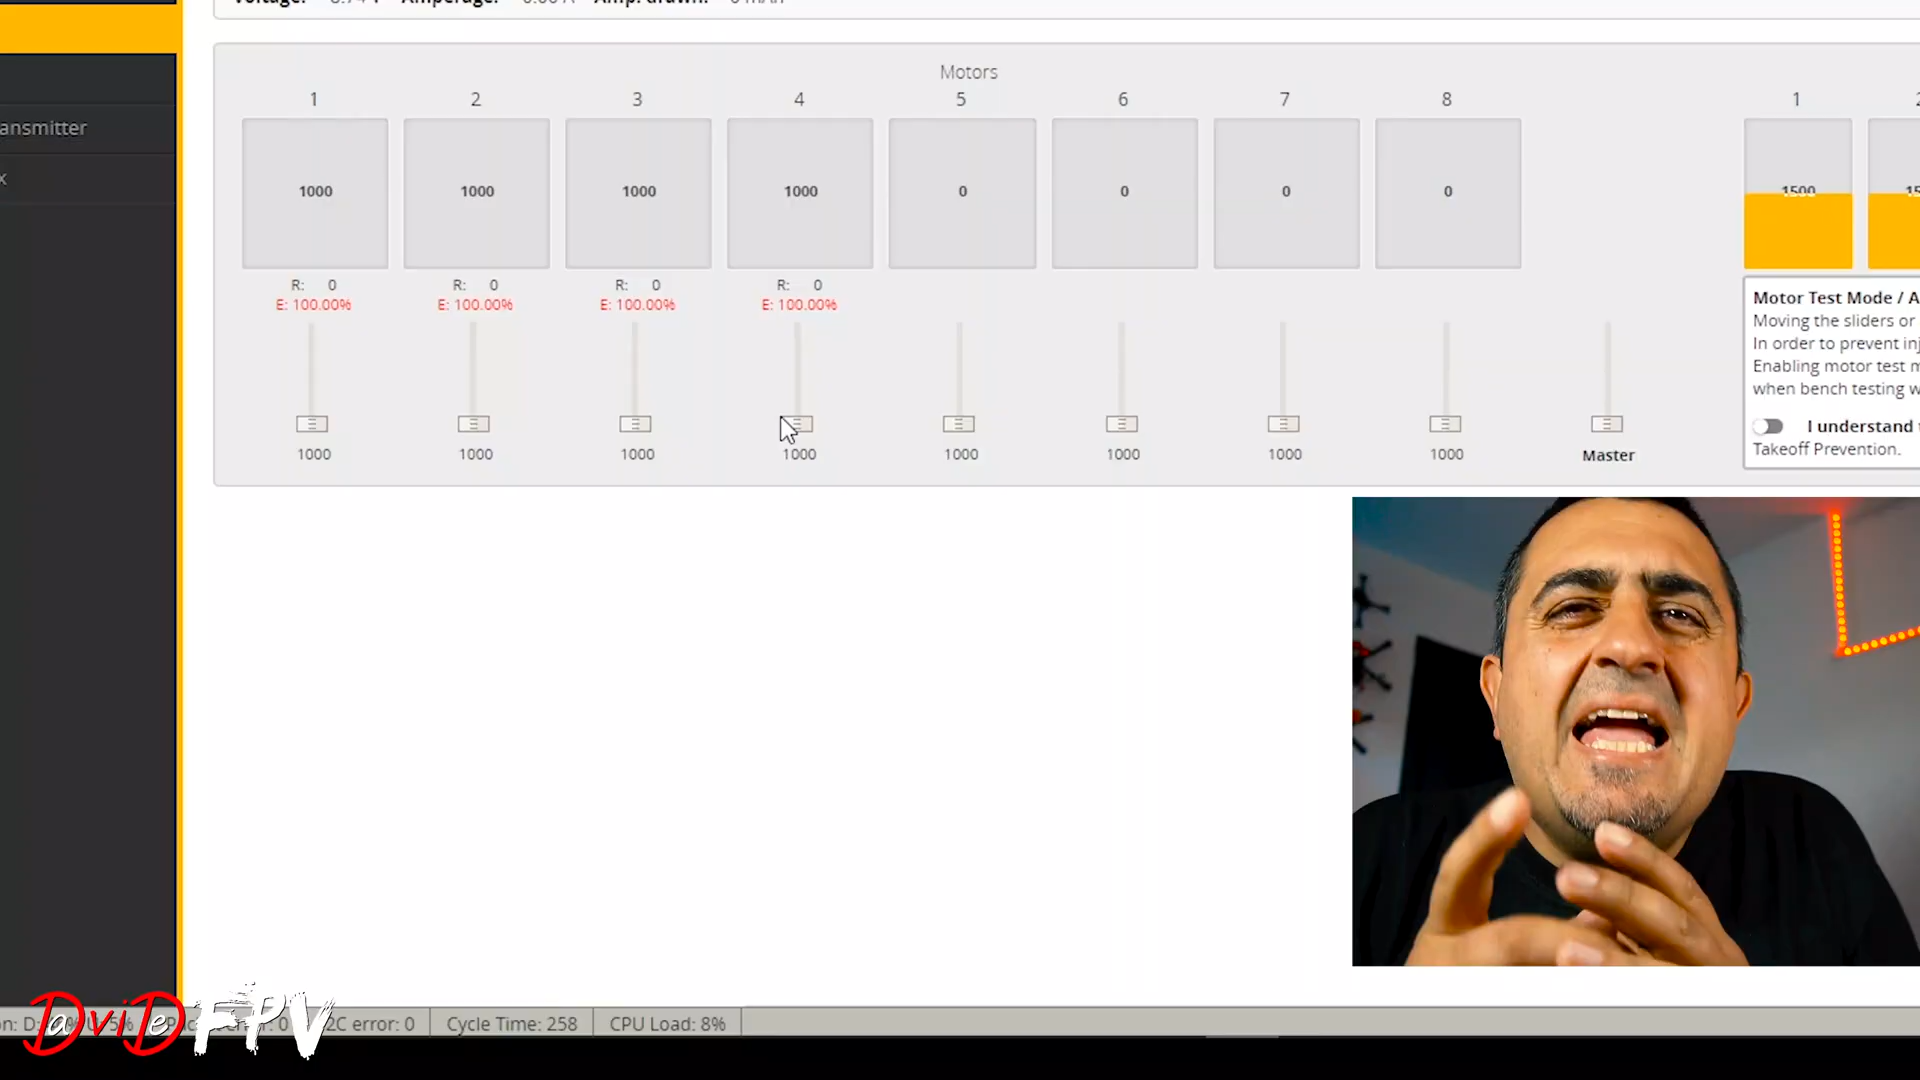 Motors
1 2 3 4 5 6 7 8 1
1000 1000 1000 1000 0 0 0 0 1500
R: 0 R: 0 R: 0 R: 0
E: 100.00% E: 100.00% E: 100.00% E: 100.00%
1000 1000 1000 1000 1000 1000 1000 1000 Master
Motor Test Mode / A
Moving the sliders or
In order to prevent inj
Enabling motor test m
when bench testing w
I understand
Takeoff Prevention.
ansmitter
x
2C error: 0 Cycle Time: 258 CPU Load: 8%
DaviDe FPV